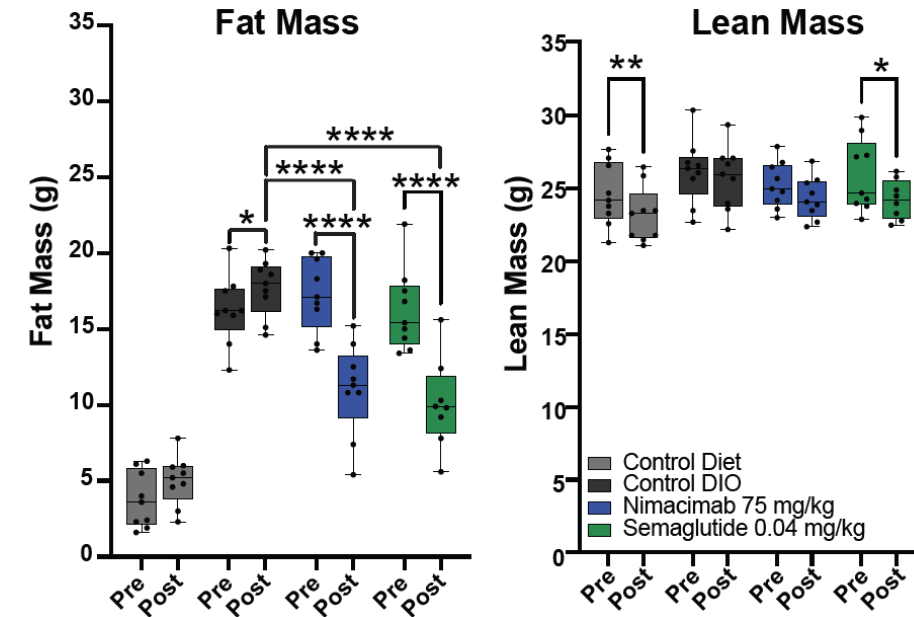 Fat Mass
Fat Mass (g)
35
30
25
20
15
10
5
0
****
****
****
*
****
Pre
Post
Pre
Post
Pre
Post
Pre
Post
Lean Mass
Lean Mass (g)
35
30
25
20
15
10
5
0
**
*
Control Diet
Control DIO
Nimacimab 75 mg/kg
Semaglutide 0.04 mg/kg
Pre
Post
Pre
Post
Pre
Post
Pre
Post